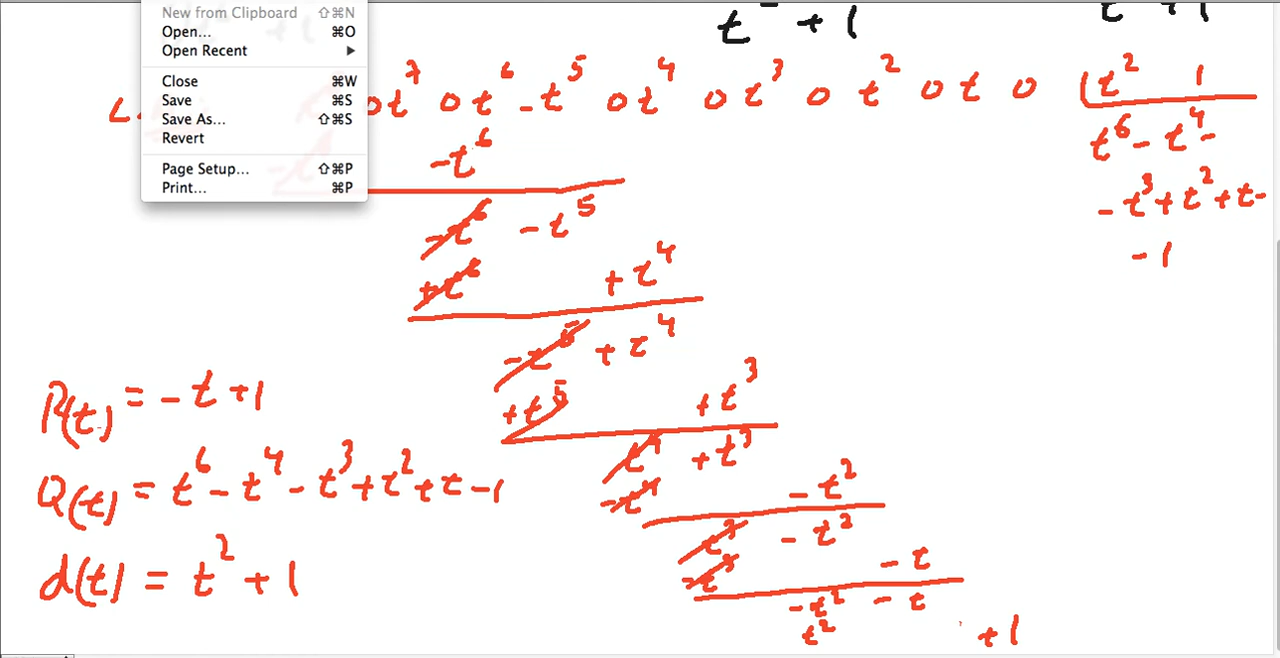 New from Clipboard ⇧⌘N
Open... ⌘O
Open Recent ▶
Close ⌘W
Save ⌘S
Save As... ⇧⌘S
Revert
Page Setup... ⇧⌘P
Print... ⌘P
t + 1
t + 1
0t⁷ 0t⁶ -t⁵ 0t⁴ 0t³ 0t² 0t 0 t² 1
-t⁶
t⁶ - t⁴ -
- t³ + t² + t -
- 1
-t⁶ -t⁵
+t⁶ +t⁴
-t⁵ +t⁴
+t⁵ +t³
t⁴ +t³
-t⁴ -t²
t³ -t²
-t³ -t
-t² -t
t² +1
R(t) = -t+1
Q(t) = t⁶ - t⁴ - t³ + t² + t - 1
d(t) = t² + 1